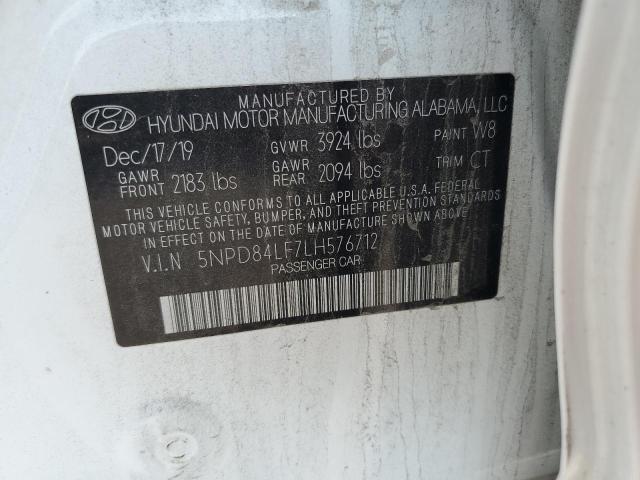 MANUFACTURED BY
HYUNDAI MOTOR MANUFACTURING ALABAMA, LLC
Dec/17/19 GVWR 3924 lbs PAINT W8
GAWR FRONT 2183 lbs GAWR REAR 2094 lbs TRIM CT
THIS VEHICLE CONFORMS TO ALL APPLICABLE U.S.A. FEDERAL
MOTOR VEHICLE SAFETY, BUMPER, AND THEFT PREVENTION STANDARDS
IN EFFECT ON THE DATE OF MANUFACTURE SHOWN ABOVE.
V.I.N 5NPD84LF7LH576712
PASSENGER CAR